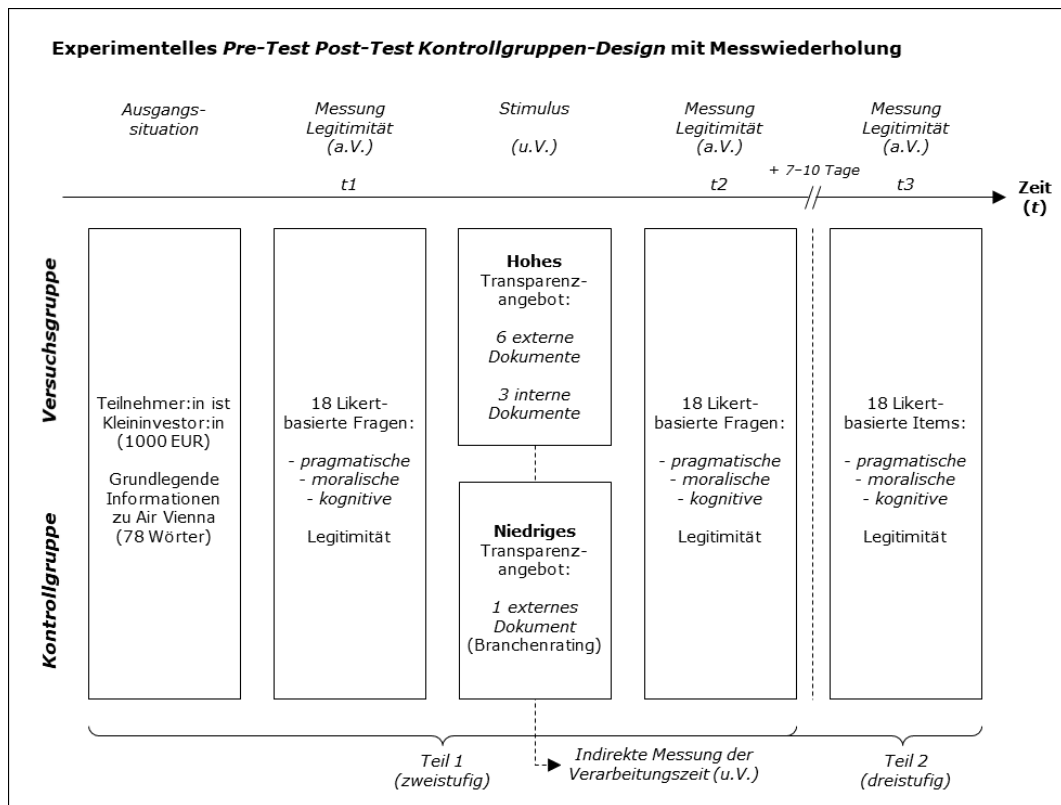 Experimentelles Pre-Test Post-Test Kontrollgruppen-Design mit Messwiederholung
Ausgangs-
situation
Messung
Legitimität
(a.V.)
t1
Stimulus
(u.V.)
Messung
Legitimität
(a.V.)
t2
+ 7–10 Tage
Messung
Legitimität
(a.V.)
t3
Zeit
(t)
Versuchsgruppe
Kontrollgruppe
Teilnehmer:in ist
Kleininvestor:in
(1000 EUR)
Grundlegende
Informationen
zu Air Vienna
(78 Wörter)
18 Likert-
basierte Fragen:
- pragmatische
- moralische
- kognitive
Legitimität
Hohes
Transparenz-
angebot:
6 externe
Dokumente
3 interne
Dokumente
Niedriges
Transparenz-
angebot:
1 externes
Dokument
(Branchenrating)
18 Likert-
basierte Fragen:
- pragmatische
- moralische
- kognitive
Legitimität
18 Likert-
basierte Items:
- pragmatische
- moralische
- kognitive
Legitimität
Teil 1
(zweistufig)
Indirekte Messung der
Verarbeitungszeit (u.V.)
Teil 2
(dreistufig)